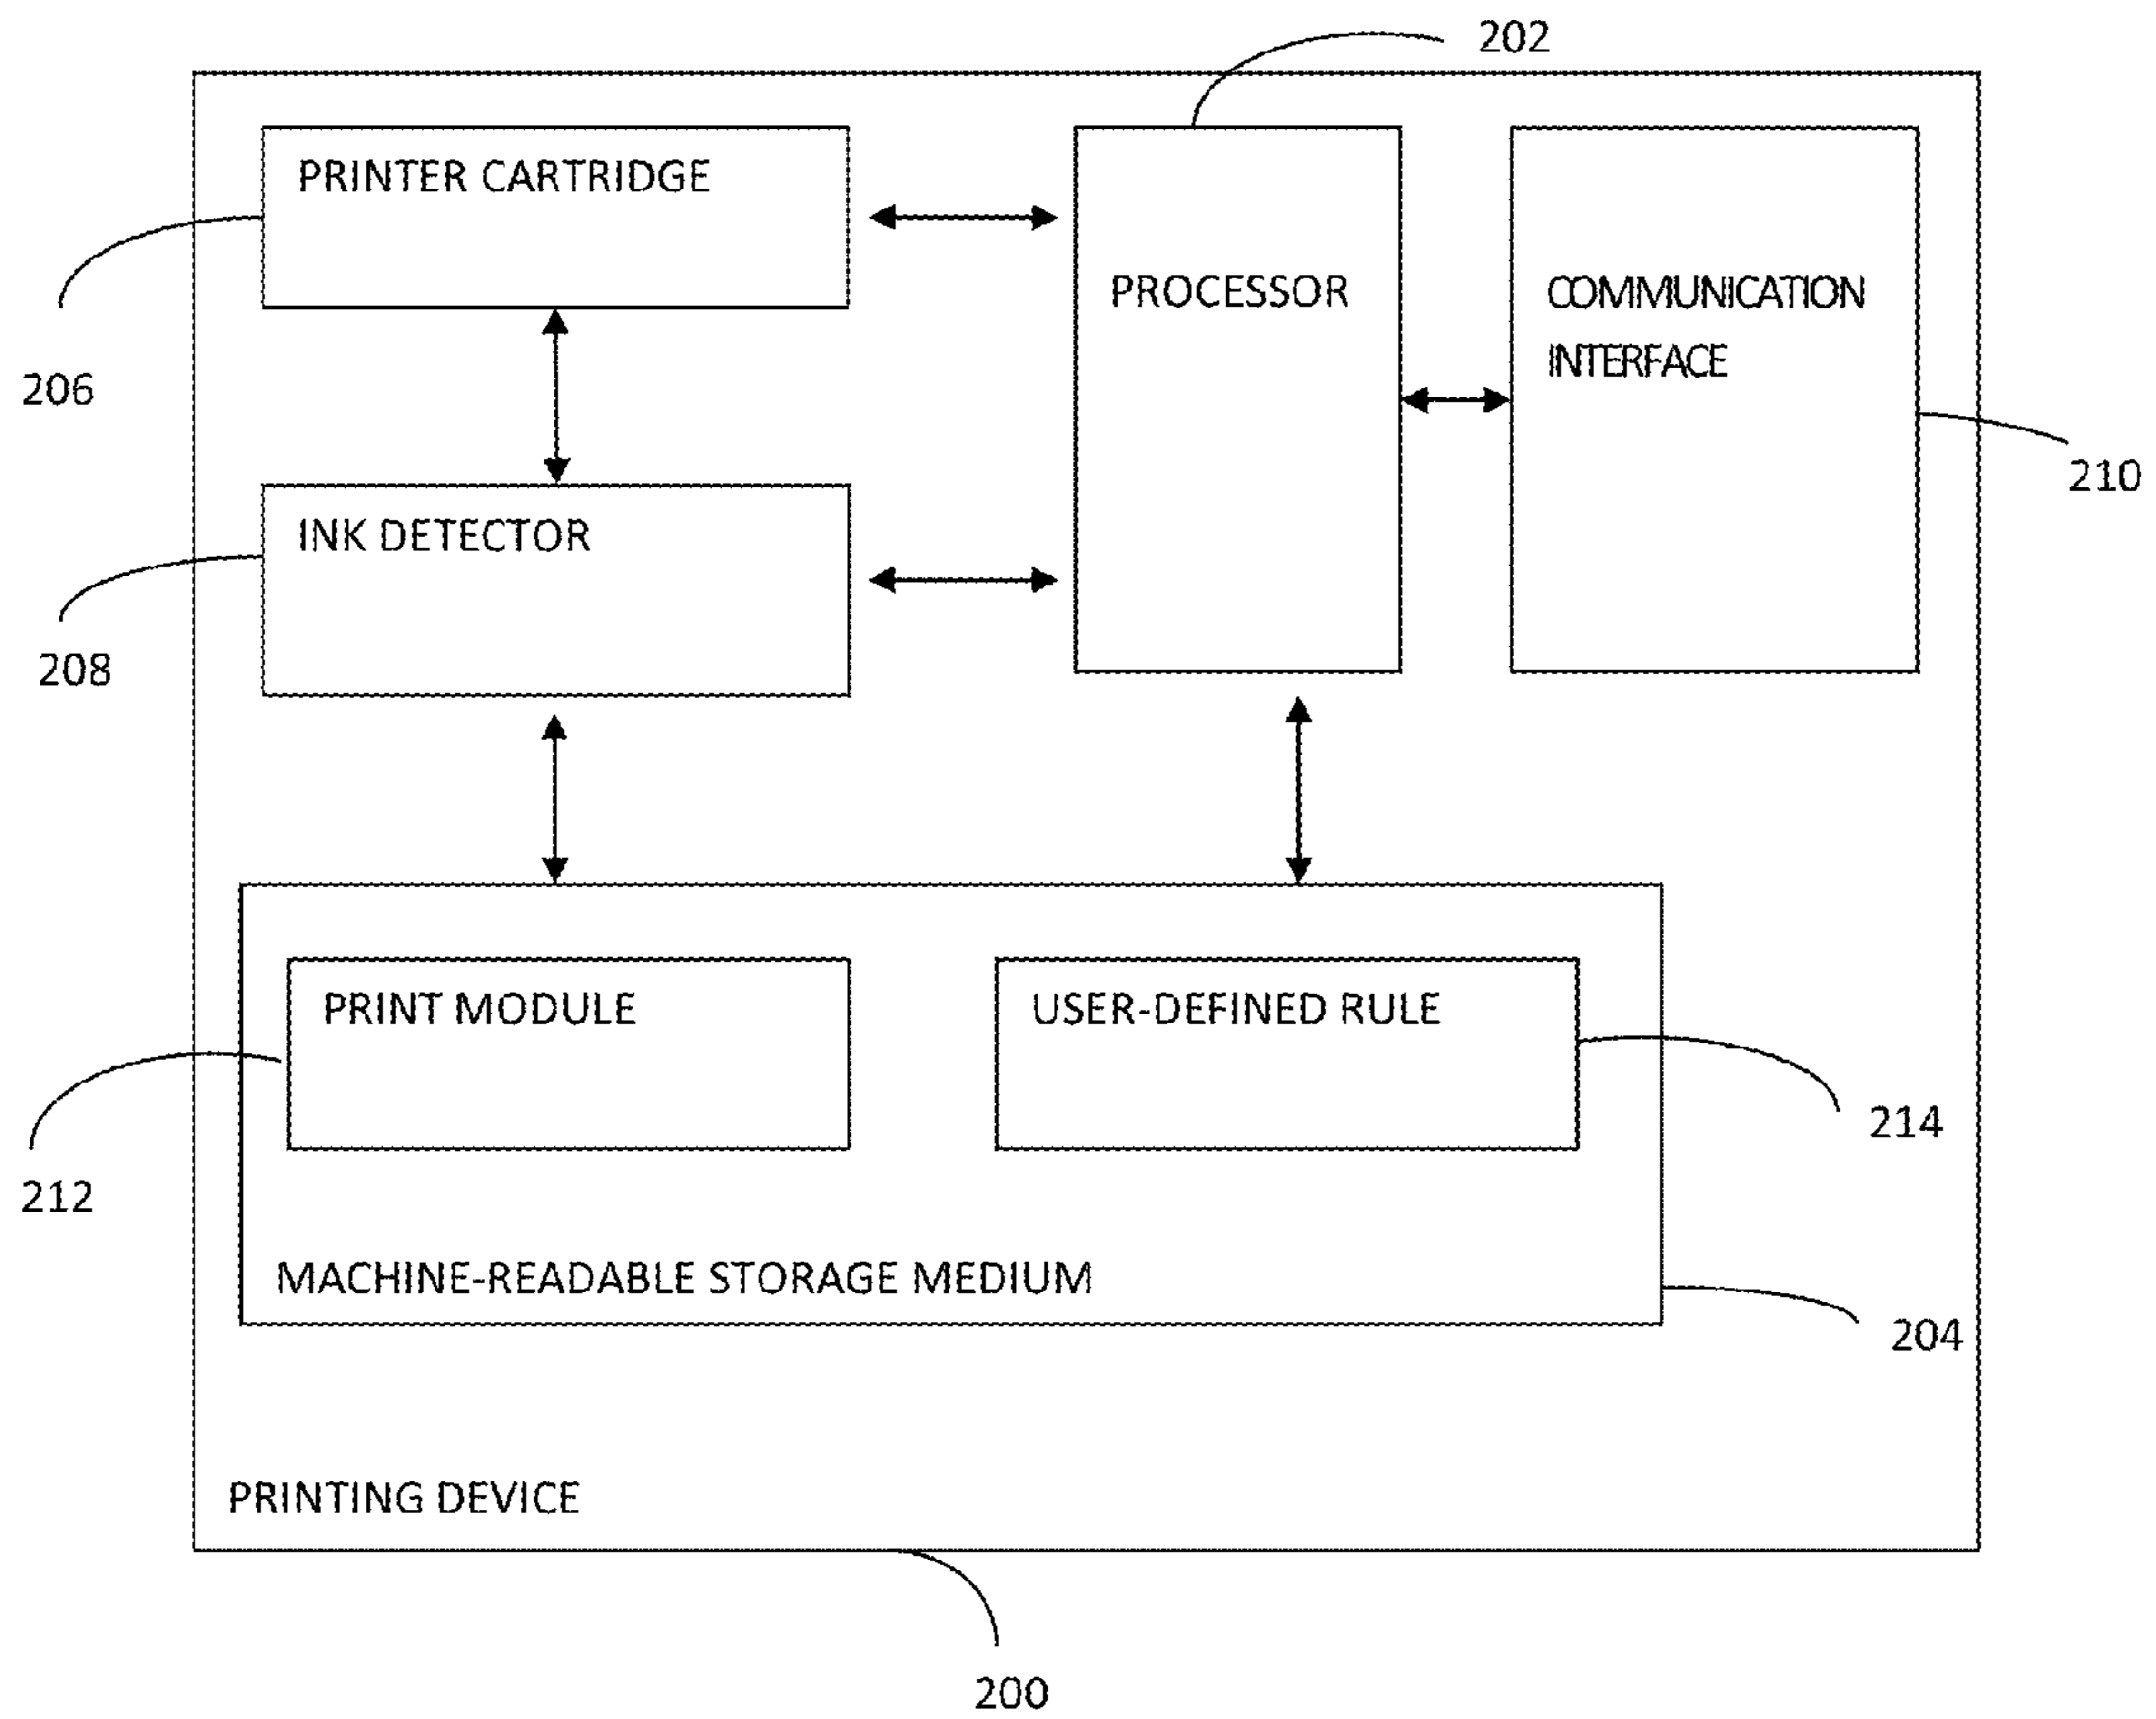 202
PRINTER CARTRIDGE
PROCESSOR
COMMUNICATION
INTERFACE
206
210
INK DETECTOR
208
PRINT MODULE
USER-DEFINED RULE
214
212
MACHINE-READABLE STORAGE MEDIUM
204
PRINTING DEVICE
200